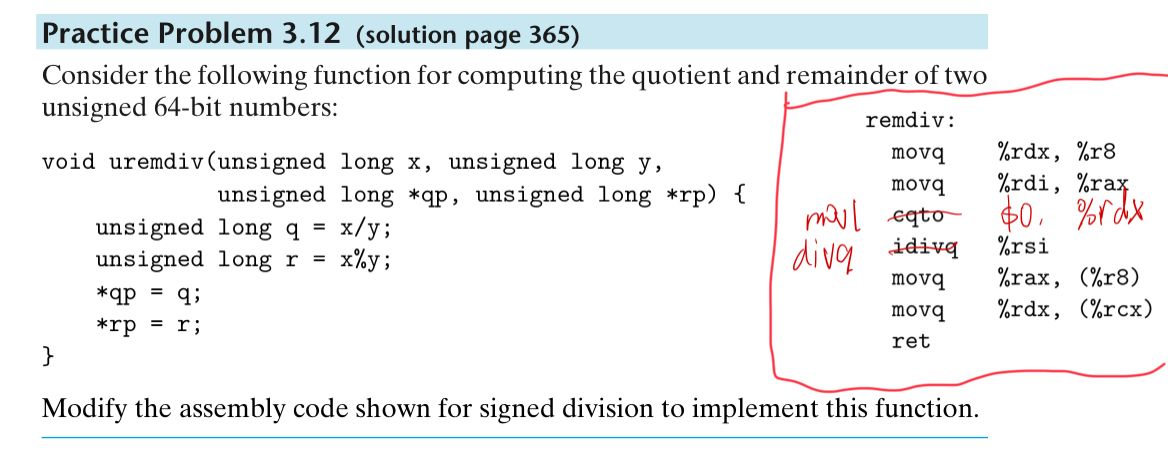 Practice Problem 3.12 (solution page 365)
Consider the following function for computing the quotient and remainder of two
unsigned 64-bit numbers:
void uremdiv(unsigned long x, unsigned long y,
unsigned long *qp, unsigned long *rp) {
unsigned long q = x/y;
unsigned long r = x%y;
*qp = q;
*rp = r;
}
remdiv:
movq %rdx, %r8
movq %rdi, %rax
movl cqto $0, %rdx
divq idivq %rsi
movq %rax, (%r8)
movq %rdx, (%rcx)
ret
Modify the assembly code shown for signed division to implement this function.